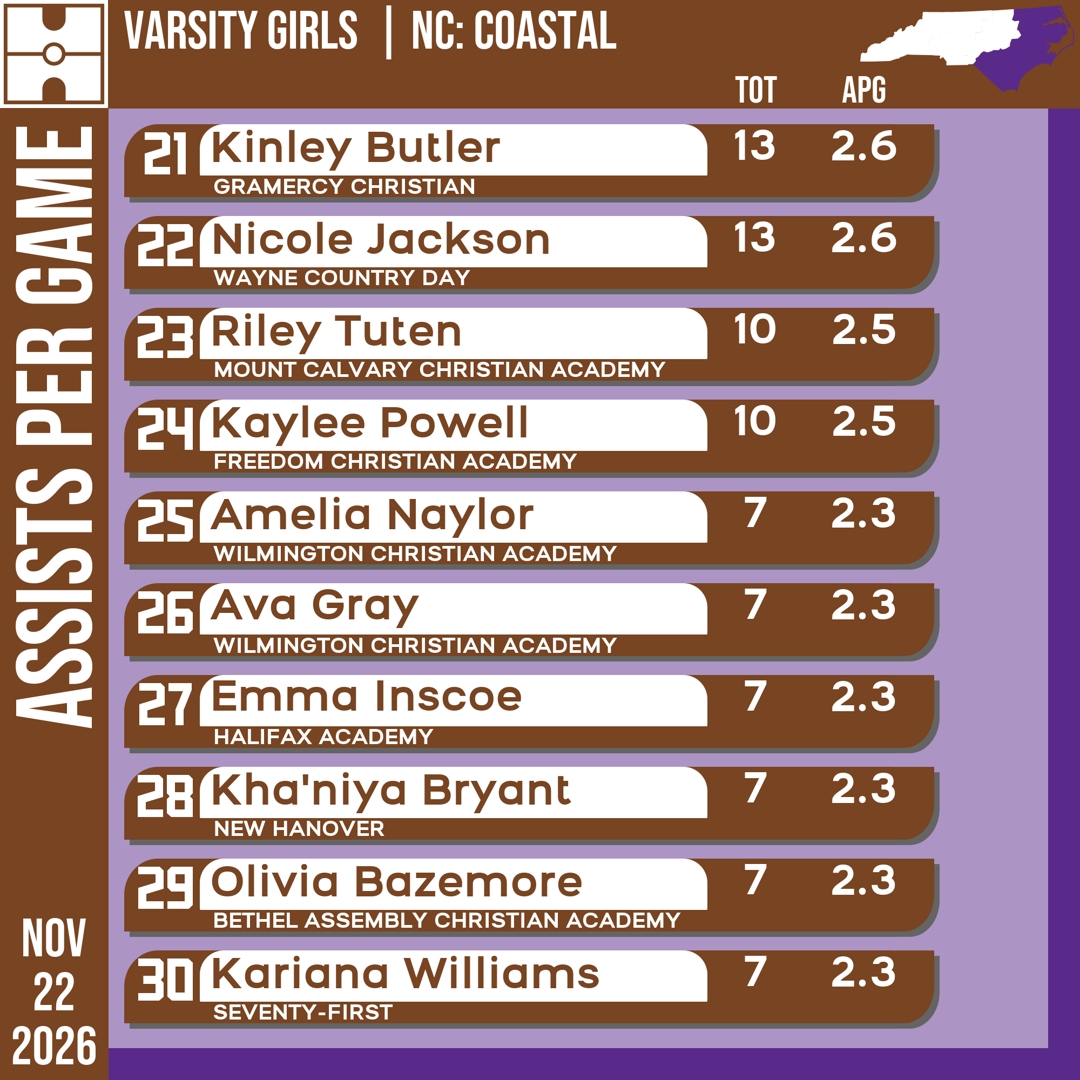 VARSITY GIRLS | NC: COASTAL
TOT APG
ASSISTS PER GAME
21 Kinley Butler 13 2.6
GRAMERCY CHRISTIAN
22 Nicole Jackson 13 2.6
WAYNE COUNTRY DAY
23 Riley Tuten 10 2.5
MOUNT CALVARY CHRISTIAN ACADEMY
24 Kaylee Powell 10 2.5
FREEDOM CHRISTIAN ACADEMY
25 Amelia Naylor 7 2.3
WILMINGTON CHRISTIAN ACADEMY
26 Ava Gray 7 2.3
WILMINGTON CHRISTIAN ACADEMY
27 Emma Inscoe 7 2.3
HALIFAX ACADEMY
28 Kha'niya Bryant 7 2.3
NEW HANOVER
29 Olivia Bazemore 7 2.3
BETHEL ASSEMBLY CHRISTIAN ACADEMY
30 Kariana Williams 7 2.3
SEVENTY-FIRST
NOV
22
2026